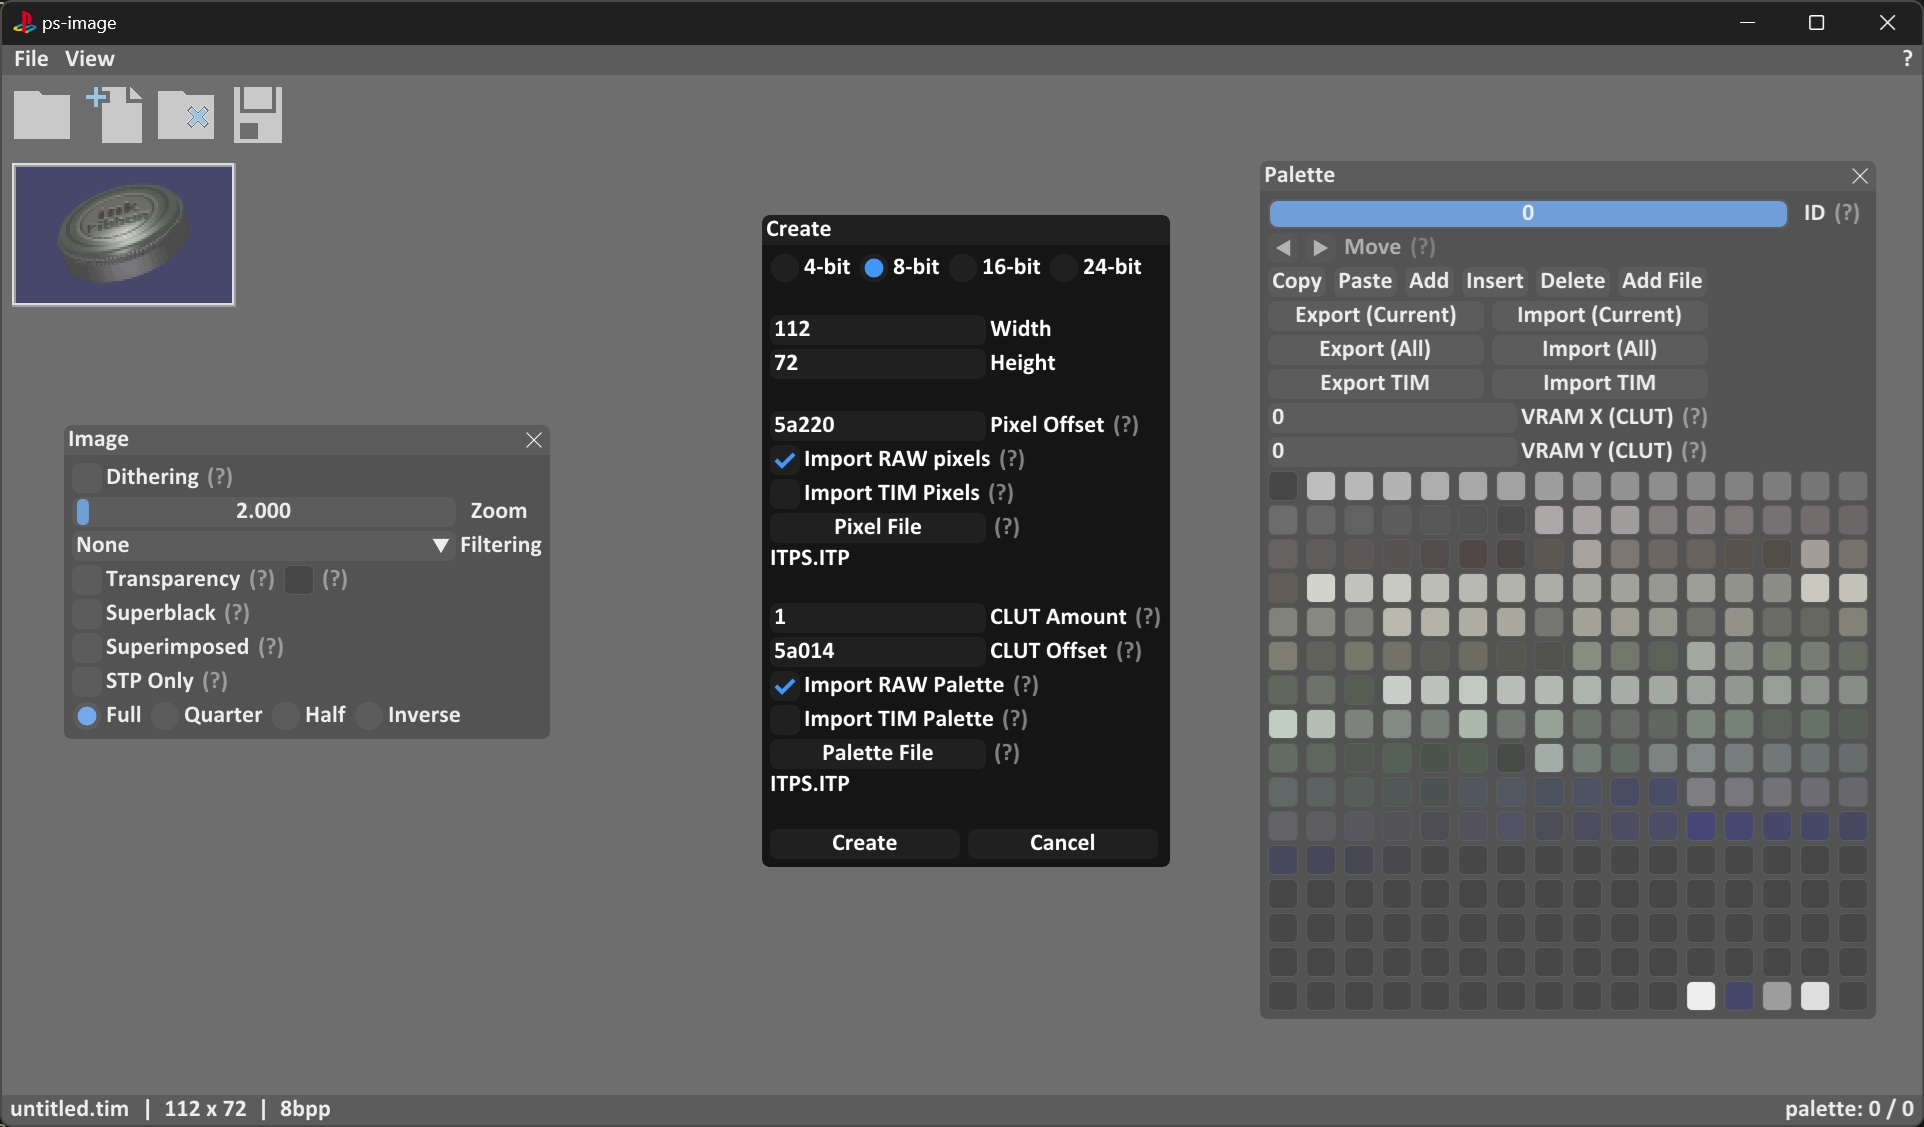 ps-image
File View ?
ink
ribbon
Image
Dithering (?)
2.000 Zoom
None Filtering
Transparency (?) (?)
Superblack (?)
Superimposed (?)
STP Only (?)
Full Quarter Half Inverse
Create
4-bit 8-bit 16-bit 24-bit
112 Width
72 Height
5a220 Pixel Offset (?)
Import RAW pixels (?)
Import TIM Pixels (?)
Pixel File (?)
ITPS.ITP
1 CLUT Amount (?)
5a014 CLUT Offset (?)
Import RAW Palette (?)
Import TIM Palette (?)
Palette File (?)
ITPS.ITP
Create Cancel
Palette
0 ID (?)
Move (?)
Copy Paste Add Insert Delete Add File
Export (Current) Import (Current)
Export (All) Import (All)
Export TIM Import TIM
0 VRAM X (CLUT) (?)
0 VRAM Y (CLUT) (?)
untitled.tim | 112 x 72 | 8bpp
palette: 0 / 0